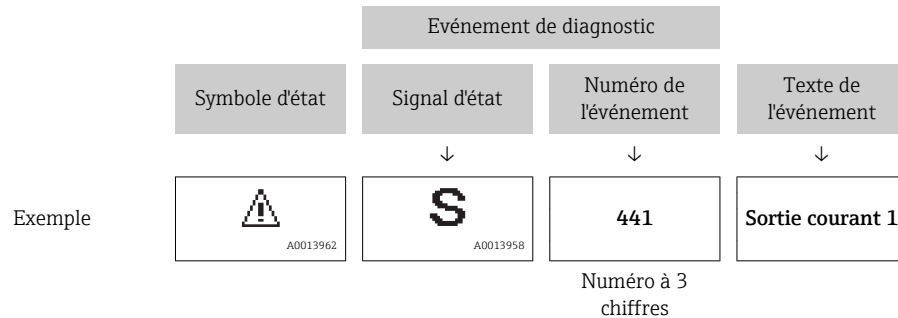 Evénement de diagnostic
Symbole d'état
Signal d'état
Numéro de
l'événement
Texte de
l'événement
↓
↓
↓
Exemple
A0013962
S
A0013958
441
Sortie courant 1
Numéro à 3
chiffres